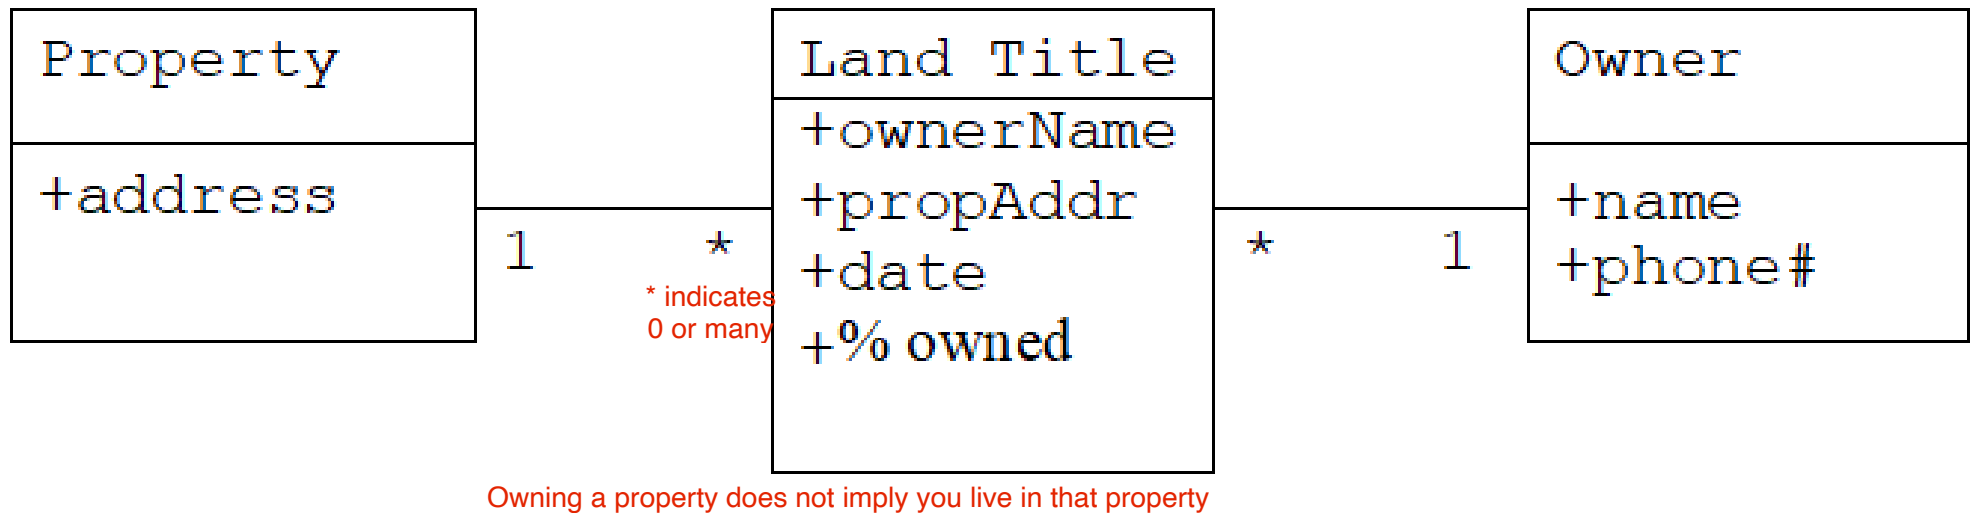 Property
+address
1
*
* indicates
0 or many
Land Title
+ownerName
+propAddr
+date
+% owned
*
1
Owner
+name
+phone#
Owning a property does not imply you live in that property